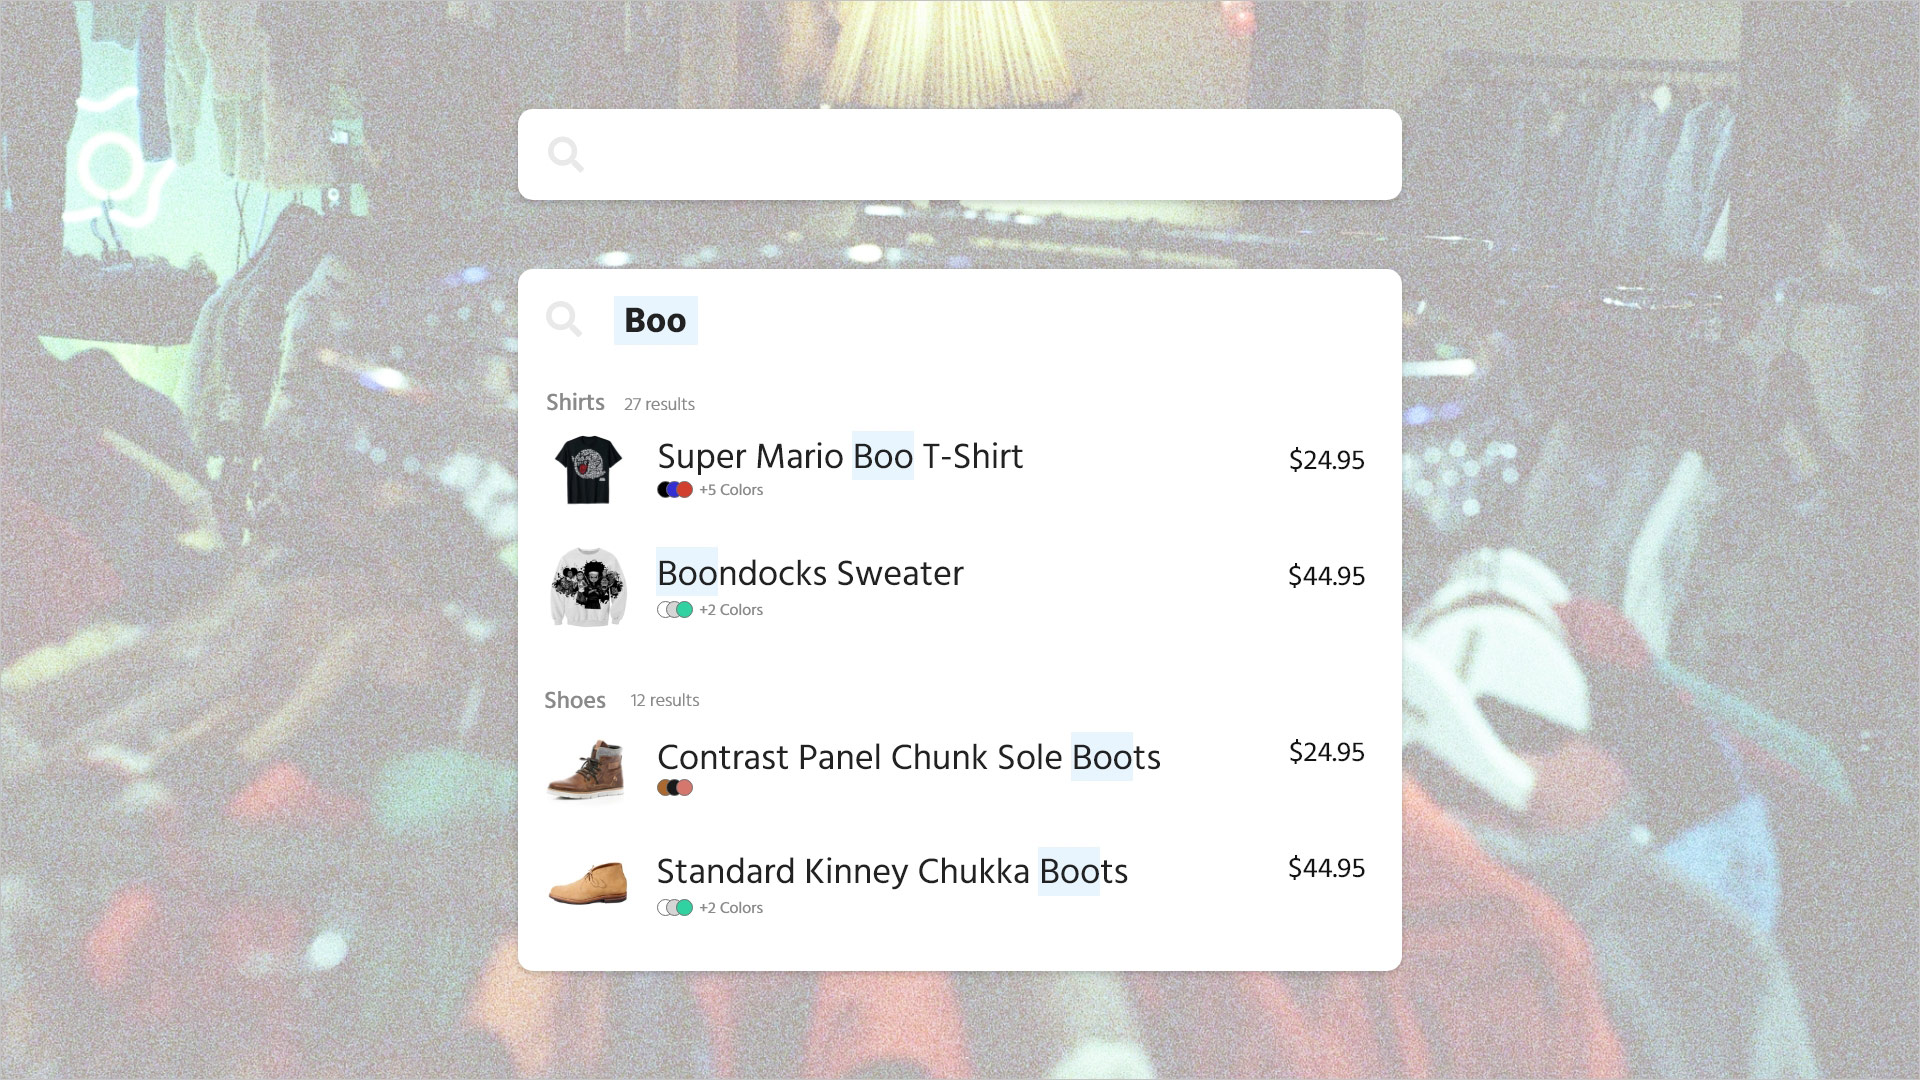 Boo
Shirts 27 results
Super Mario Boo T-Shirt $24.95
+5 Colors
Boondocks Sweater $44.95
+2 Colors
Shoes 12 results
Contrast Panel Chunk Sole Boots $24.95
Standard Kinney Chukka Boots $44.95
+2 Colors